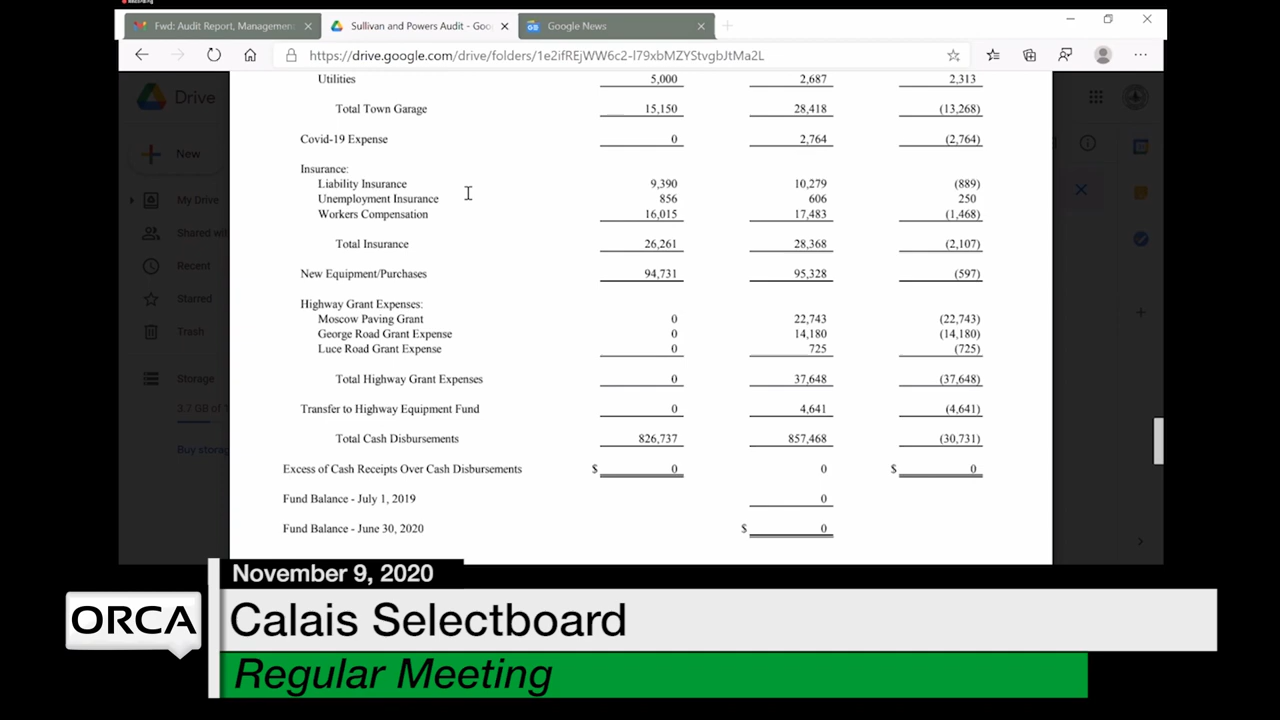 Fwd: Audit Report, Managemen
Sullivan and Powers Audit - Goo
Google News
https://drive.google.com/drive/folders/1e2ifREjWW6c2-l79xbMZYStvgbJtMa2L
Drive
New
My Drive
Shared wi
Recent
Starred
Trash
Storage
3.7 GB of 1
Buy storag
Utilities 5,000 2,687 2,313
Total Town Garage 15,150 28,418 (13,268)
Covid-19 Expense 0 2,764 (2,764)
Insurance:
Liability Insurance 9,390 10,279 (889)
Unemployment Insurance 856 606 250
Workers Compensation 16,015 17,483 (1,468)
Total Insurance 26,261 28,368 (2,107)
New Equipment/Purchases 94,731 95,328 (597)
Highway Grant Expenses:
Moscow Paving Grant 0 22,743 (22,743)
George Road Grant Expense 0 14,180 (14,180)
Luce Road Grant Expense 0 725 (725)
Total Highway Grant Expenses 0 37,648 (37,648)
Transfer to Highway Equipment Fund 0 4,641 (4,641)
Total Cash Disbursements 826,737 857,468 (30,731)
Excess of Cash Receipts Over Cash Disbursements $ 0 0 $ 0
Fund Balance - July 1, 2019 0
Fund Balance - June 30, 2020 $ 0
November 9, 2020
ORCA
Calais Selectboard
Regular Meeting